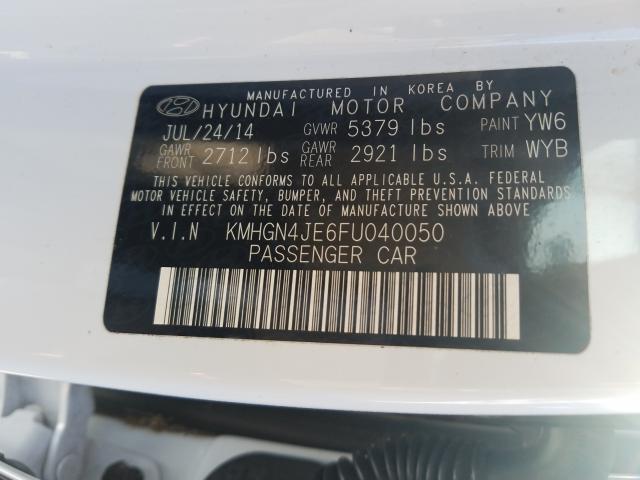 MANUFACTURED IN KOREA BY
HYUNDAI MOTOR COMPANY
JUL/24/14 GVWR 5379 lbs PAINT YW6
GAWR FRONT 2712 lbs GAWR REAR 2921 lbs TRIM WYB
THIS VEHICLE CONFORMS TO ALL APPLICABLE U.S.A. FEDERAL
MOTOR VEHICLE SAFETY, BUMPER, AND THEFT PREVENTION STANDARDS
IN EFFECT ON THE DATE OF MANUFACTURE SHOWN ABOVE
V.I.N KMHGN4JE6FU040050
PASSENGER CAR